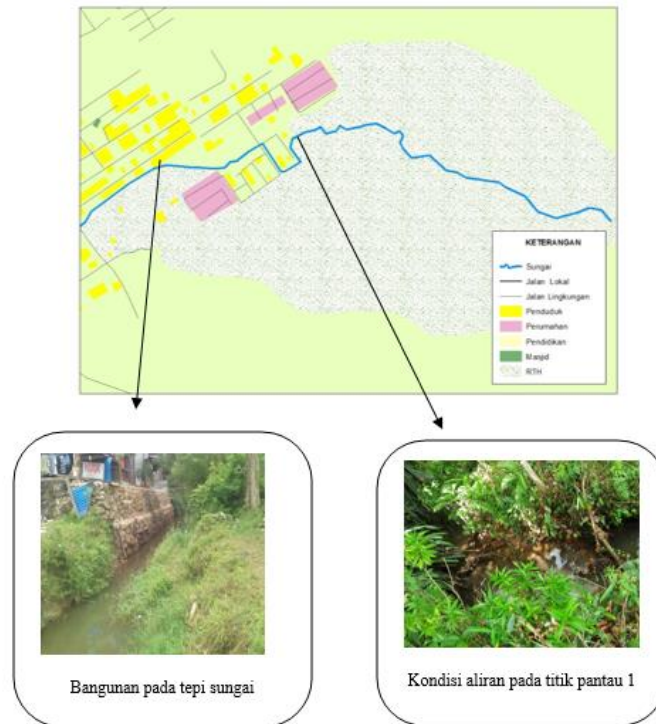 KETERANGAN
Sungai
Jalan Lokal
Jalan Lingkungan
Penduduk
Perumahan
Pendidikan
Masjid
RTH
Bangunan pada tepi sungai
Kondisi aliran pada titik pantau 1